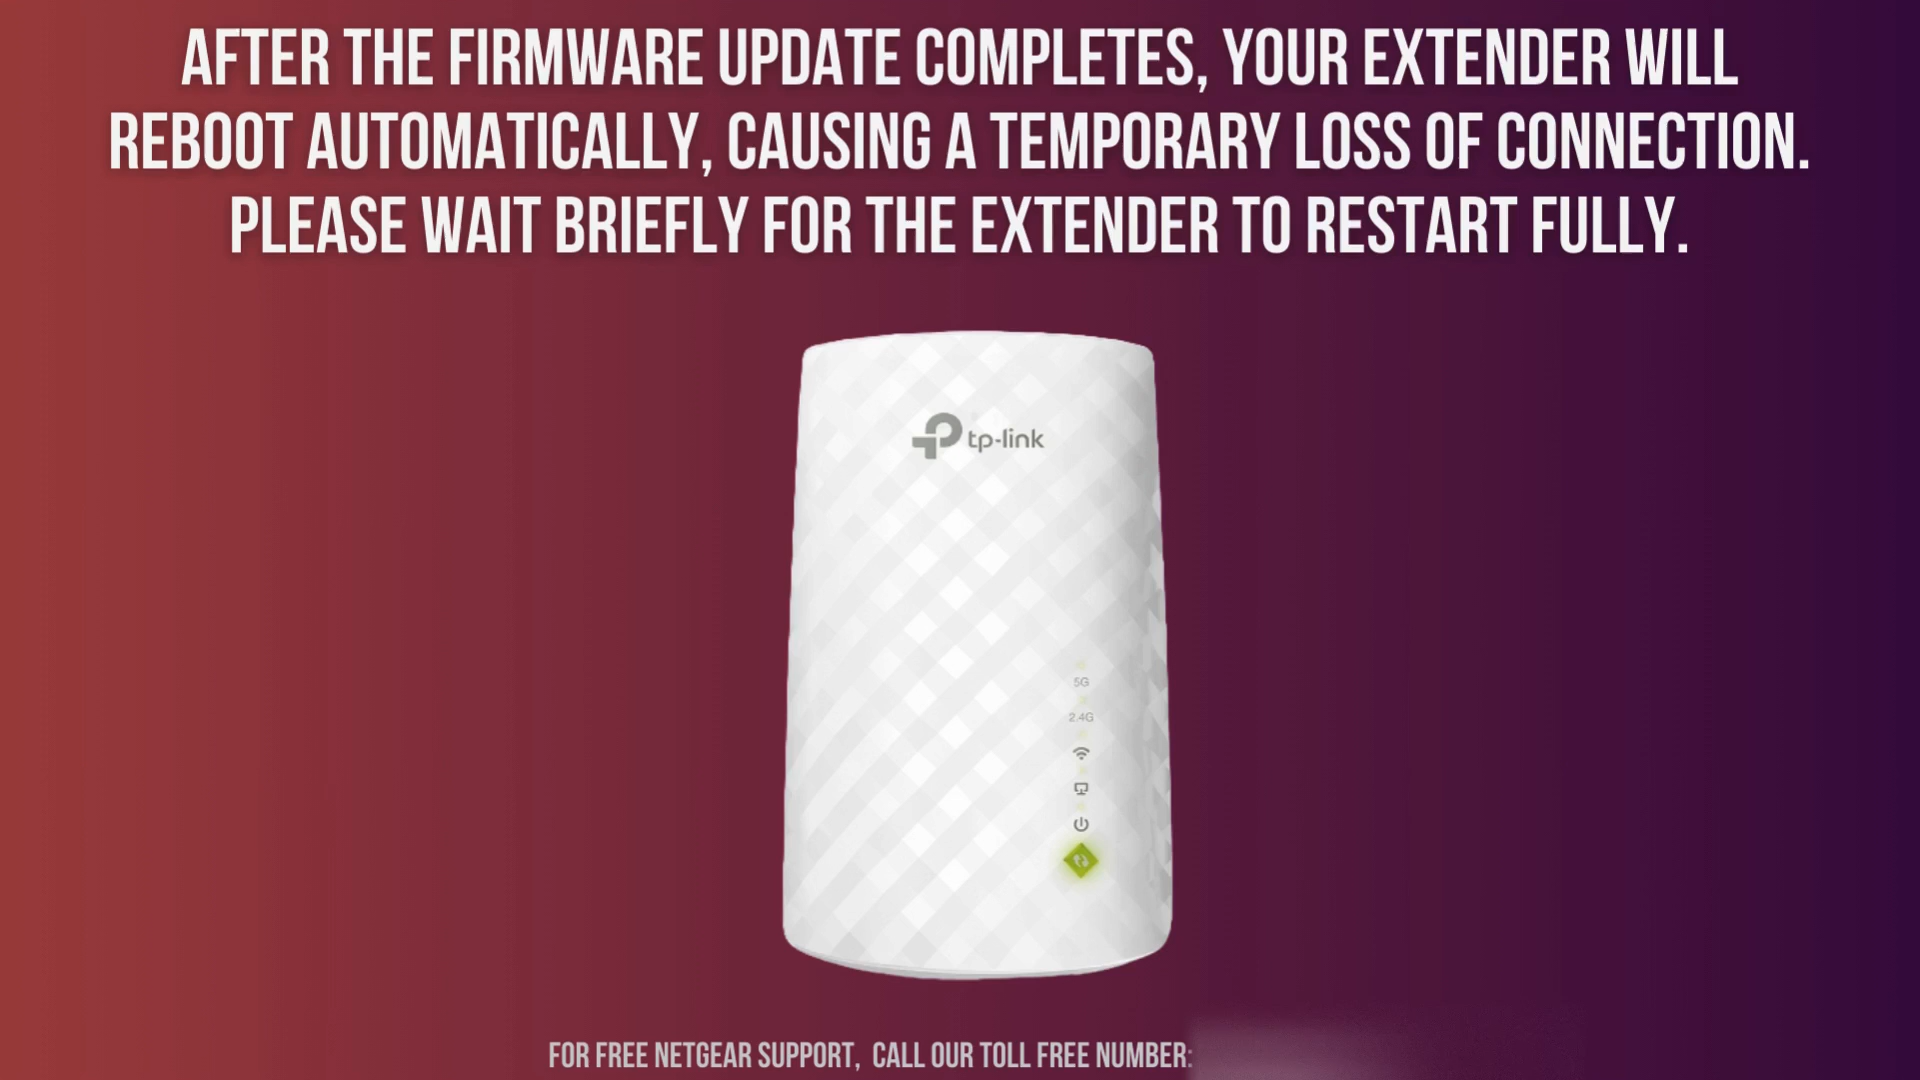 AFTER THE FIRMWARE UPDATE COMPLETES, YOUR EXTENDER WILL
REBOOT AUTOMATICALLY, CAUSING A TEMPORARY LOSS OF CONNECTION.
PLEASE WAIT BRIEFLY FOR THE EXTENDER TO RESTART FULLY.
tp-link
5G
2.4G
FOR FREE NETGEAR SUPPORT, CALL OUR TOLL FREE NUMBER: